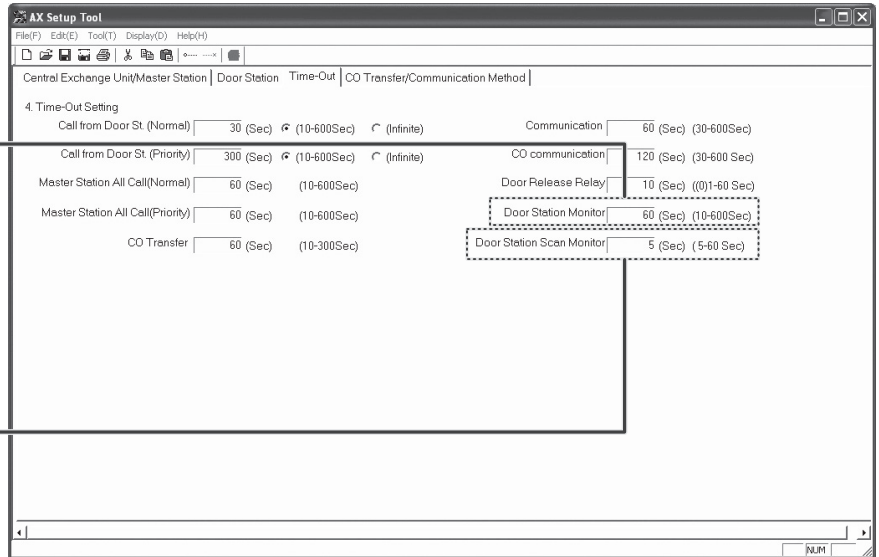 AX Setup Tool
File(F) Edit(E) Tool(T) Display(D) Help(H)
Central Exchange Unit/Master Station Door Station Time-Out CO Transfer/Communication Method
4. Time-Out Setting
Call from Door St. (Normal) 30 (Sec) (10-600Sec) (Infinite) Communication 60 (Sec) (30-600Sec)
Call from Door St. (Priority) 300 (Sec) (10-600Sec) (Infinite) CO communication 120 (Sec) (30-600 Sec)
Master Station All Call(Normal) 60 (Sec) (10-600Sec) Door Release Relay 10 (Sec) ((0)1-60 Sec)
Master Station All Call(Priority) 60 (Sec) (10-600Sec) Door Station Monitor 60 (Sec) (10-600Sec)
CO Transfer 60 (Sec) (10-300Sec) Door Station Scan Monitor 5 (Sec) ( 5-60 Sec)
NUM